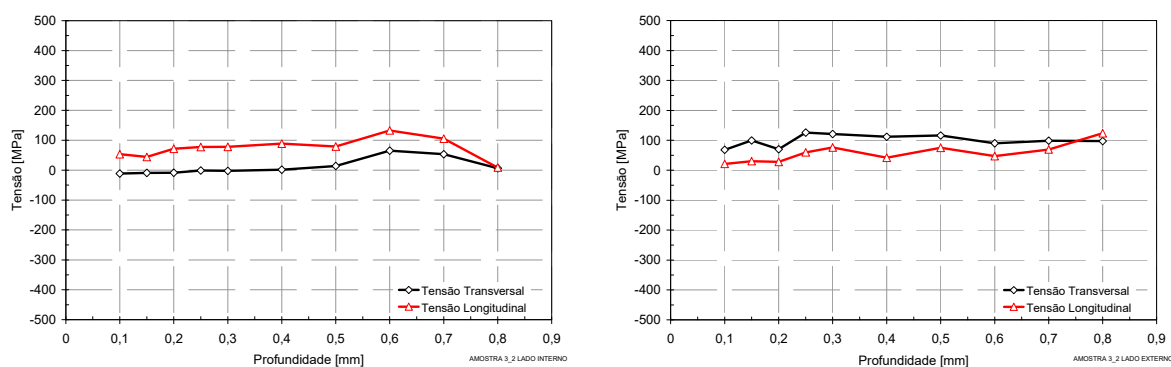 500
400
300
200
100
0
-100
-200
-300
-400
-500
Tensão [MPa]
Tensão Transversal
Tensão Longitudinal
0 0,1 0,2 0,3 0,4 0,5 0,6 0,7 0,8 0,9
Profundidade [mm]
AMOSTRA 3_2 LADO INTERNO
500
400
300
200
100
0
-100
-200
-300
-400
-500
Tensão [MPa]
Tensão Transversal
Tensão Longitudinal
0 0,1 0,2 0,3 0,4 0,5 0,6 0,7 0,8 0,9
Profundidade [mm]
AMOSTRA 3_2 LADO EXTERNO